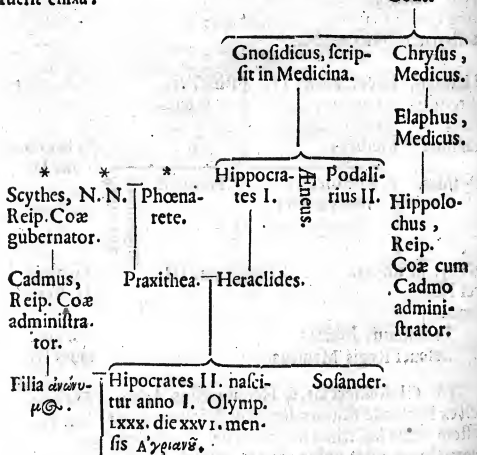 Gnosidicus, scrip-
sit in Medicina.
Chrysus,
Medicus.
Elaphus,
Medicus.
* * *
Scythes, N. N.
Reip. Coæ
gubernator.
Phœna-
rete.
Hippocra-
tes I.
Æneus.
Podali-
rius II.
Hippolo-
chus,
Reip.
Coæ cum
Cadmo
admini-
strator.
Cadmus,
Reip. Coæ
administra-
tor.
Praxithea.
Heraclides.
Filia ἀνώνυ-
μος.
Hipocrates II. nasci-
tur anno I. Olymp.
LXXX. die XXVI. men-
sis Ἀγριανοῦ.
Sosander.